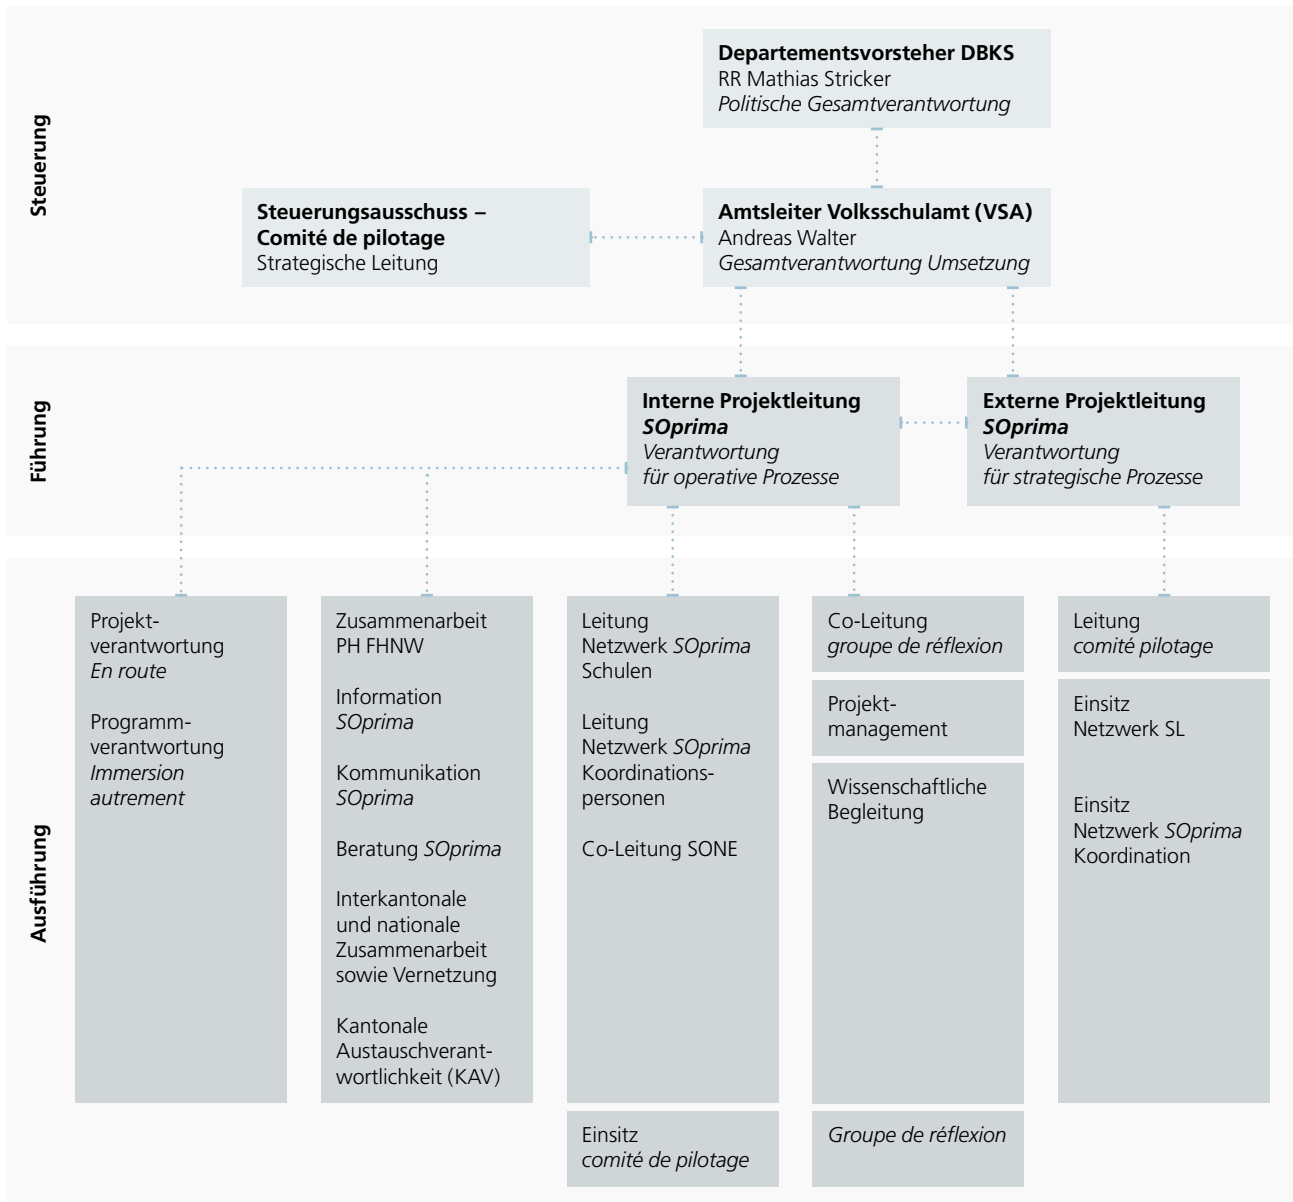 Steuerung
Departementsvorsteher DBKS
RR Mathias Stricker
Politische Gesamtverantwortung
Steuerungsausschuss –
Comité de pilotage
Strategische Leitung
Amtsleiter Volksschulamt (VSA)
Andreas Walter
Gesamtverantwortung Umsetzung
Führung
Interne Projektleitung
SOprima
Verantwortung
für operative Prozesse
Externe Projektleitung
SOprima
Verantwortung
für strategische Prozesse
Ausführung
Projekt-
verantwortung
En route
Programm-
verantwortung
Immersion
autrement
Zusammenarbeit
PH FHNW
Information
SOprima
Kommunikation
SOprima
Beratung SOprima
Interkantonale
und nationale
Zusammenarbeit
sowie Vernetzung
Kantonale
Austauschverant-
wortlichkeit (KAV)
Leitung
Netzwerk SOprima
Schulen
Leitung
Netzwerk SOprima
Koordinations-
personen
Co-Leitung SONE
Einsitz
comité de pilotage
Co-Leitung
groupe de réflexion
Projekt-
management
Wissenschaftliche
Begleitung
Groupe de réflexion
Leitung
comité pilotage
Einsitz
Netzwerk SL
Einsitz
Netzwerk SOprima
Koordination